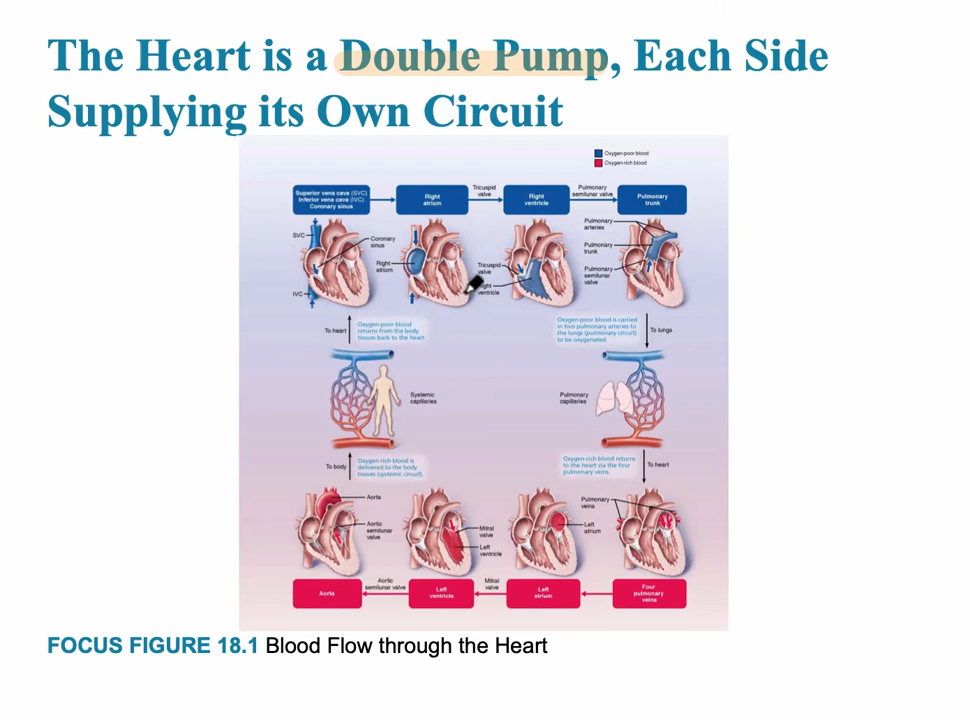 The Heart is a Double Pump, Each Side
Supplying its Own Circuit
Oxygen-poor blood
Oxygen-rich blood
Superior vena cava (SVC)
Inferior vena cava (IVC)
Coronary sinus
Right
atrium
Tricuspid
valve
Right
ventricle
Pulmonary
semilunar valve
Pulmonary
trunk
SVC
Coronary
sinus
IVC
Right
atrium
Tricuspid
valve
ventricle
Pulmonary
arteries
Pulmonary
trunk
Pulmonary
semilunar
valve
To heart
Oxygen-poor blood
returns from the body
tissues back to the heart.
Oxygen-poor blood is carried
in two pulmonary arteries to
the lungs (pulmonary circuit)
to be oxygenated.
To lungs
Systemic
capillaries
Pulmonary
capillaries
To body
Oxygen-rich blood is
delivered to the body
tissues (systemic circuit).
Oxygen-rich blood returns
to the heart via the four
pulmonary veins.
To heart
Aorta
Aortic
semilunar
valve
Mitral
valve
Left
ventricle
Left
atrium
Pulmonary
veins
Aorta
Aortic
semilunar valve
Left
ventricle
Mitral
valve
Left
atrium
Four
pulmonary
veins
FOCUS FIGURE 18.1 Blood Flow through the Heart